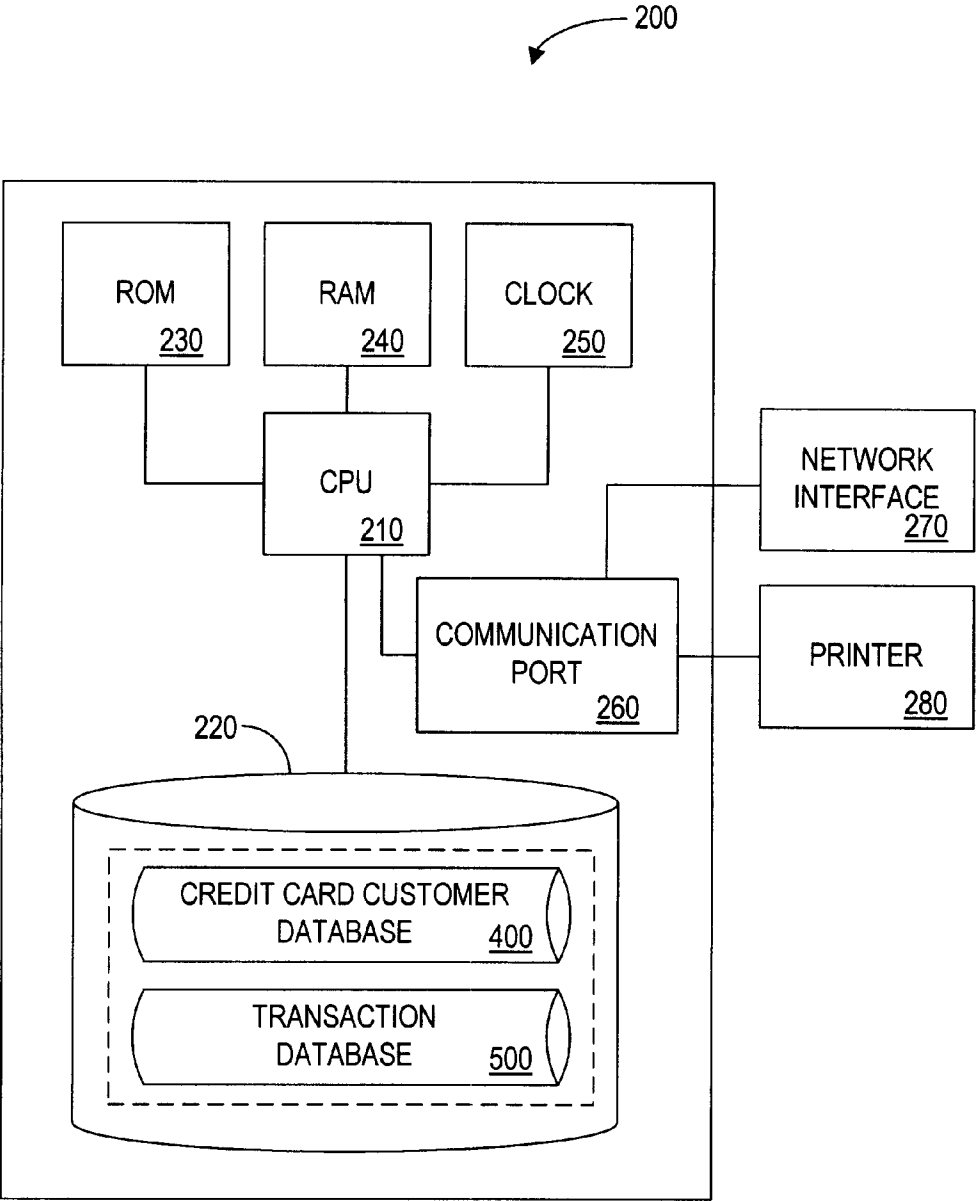 200
ROM
230
RAM
240
CLOCK
250
CPU
210
NETWORK
INTERFACE
270
COMMUNICATION
PORT
260
PRINTER
280
220
CREDIT CARD CUSTOMER
DATABASE
400
TRANSACTION
DATABASE
500